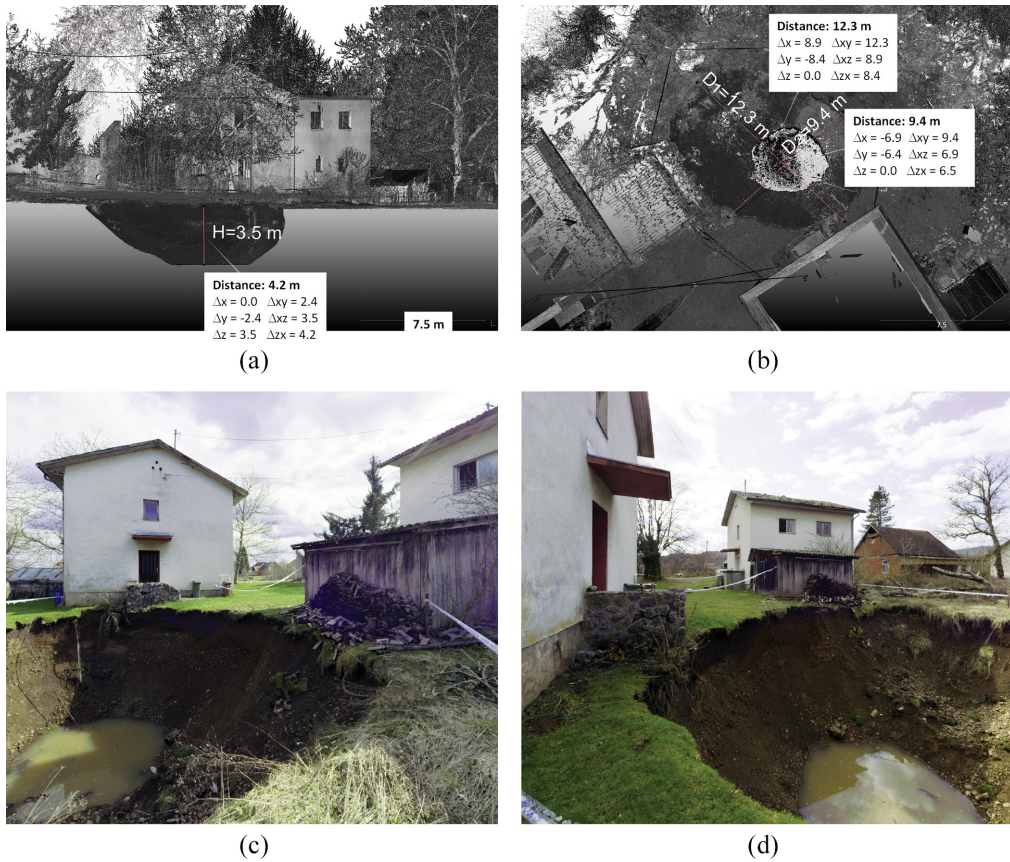 H=3.5 m
Distance: 4.2 m
Δx = 0.0 Δxy = 2.4
Δy = -2.4 Δxz = 3.5
Δz = 3.5 Δzx = 4.2
7.5 m
(a)
Distance: 12.3 m
Δx = 8.9 Δxy = 12.3
Δy = -8.4 Δxz = 8.9
Δz = 0.0 Δzx = 8.4
D1=12.3 m
D2=9.4 m
Distance: 9.4 m
Δx = -6.9 Δxy = 9.4
Δy = -6.4 Δxz = 6.9
Δz = 0.0 Δzx = 6.5
7.5
(b)
(c)
(d)